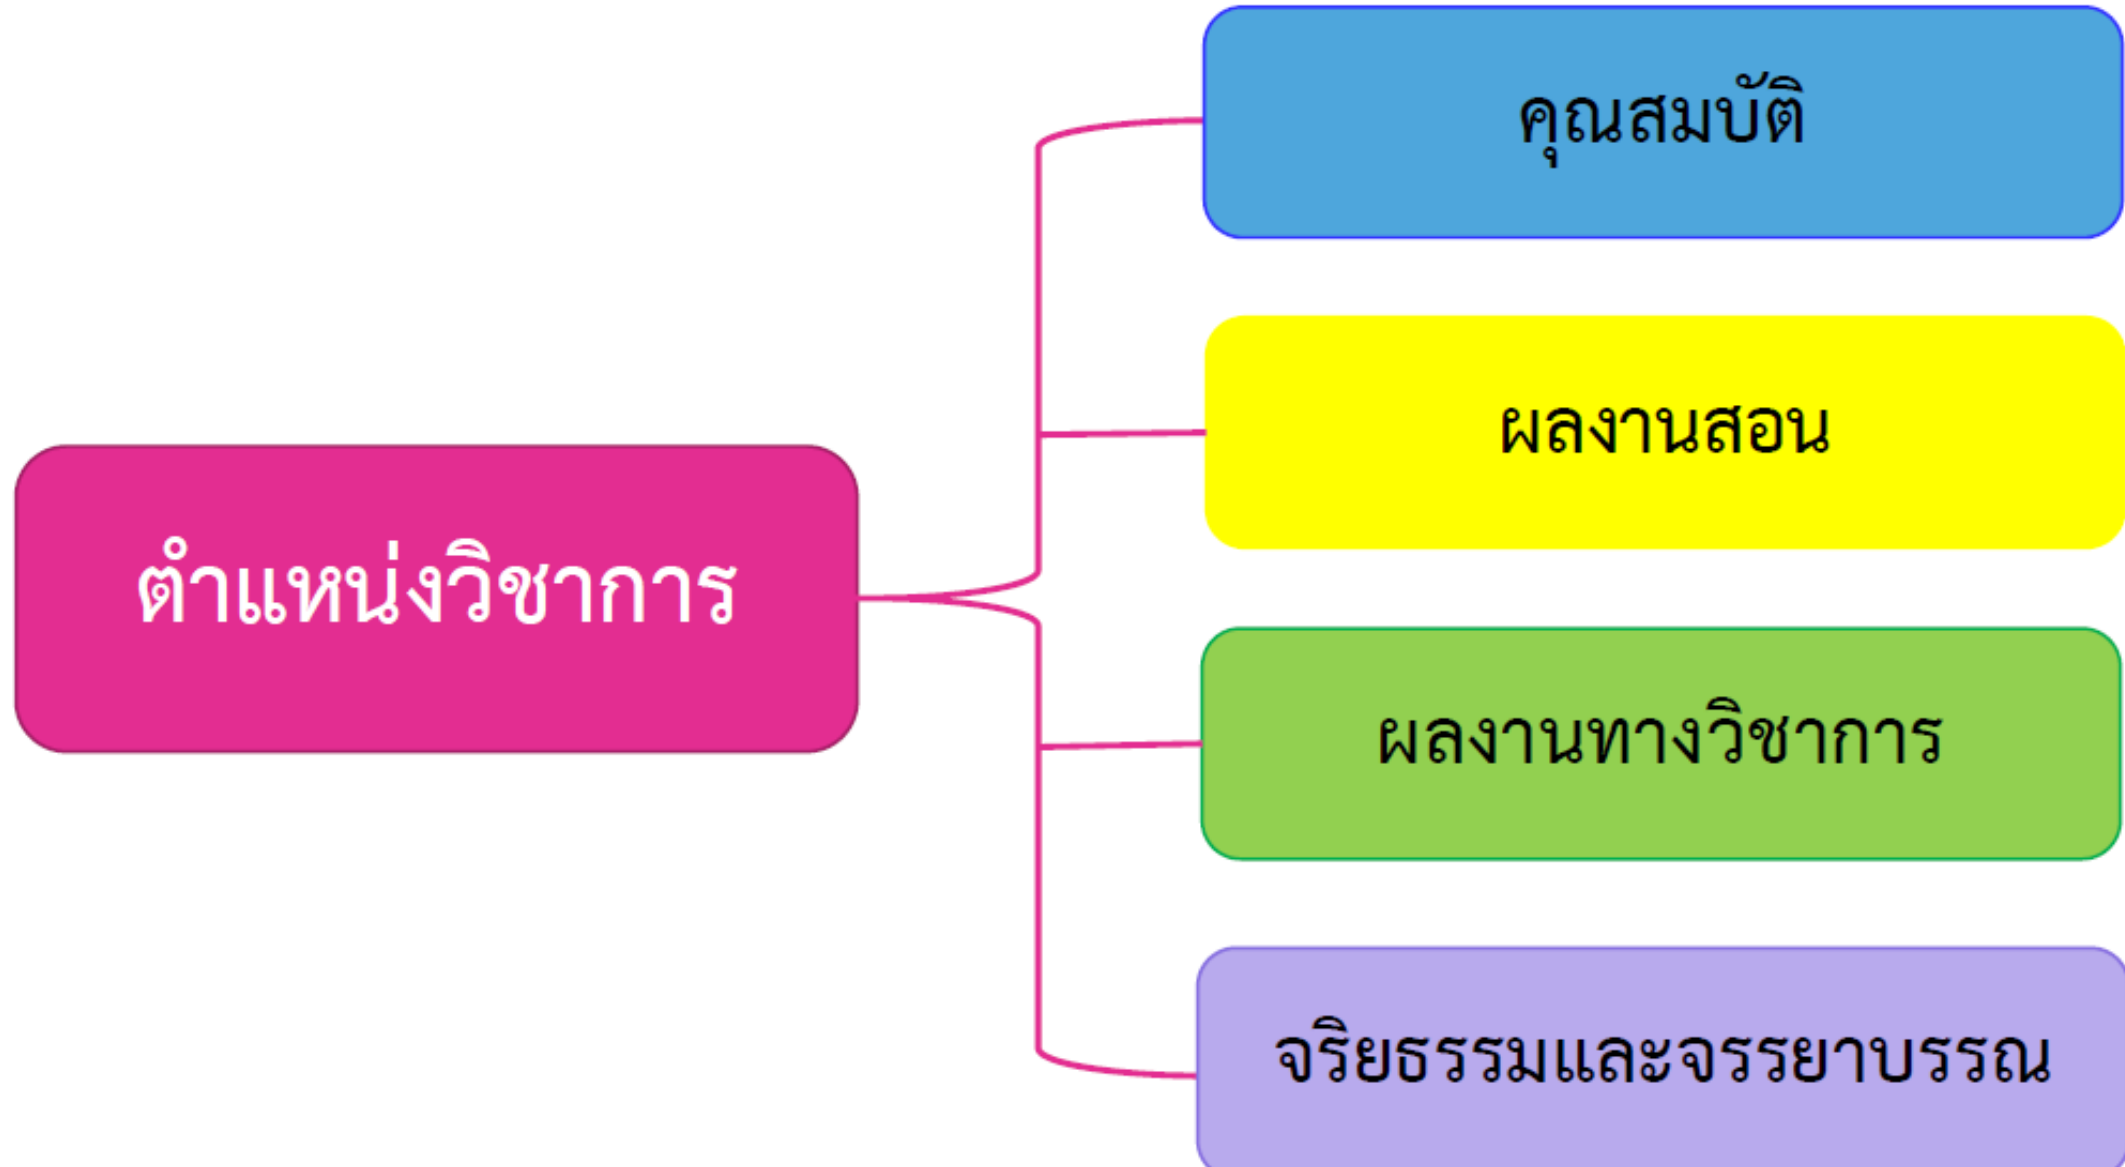 ตำแหน่งวิชาการ
คุณสมบัติ
ผลงานสอน
ผลงานทางวิชาการ
จริยธรรมและจรรยาบรรณ